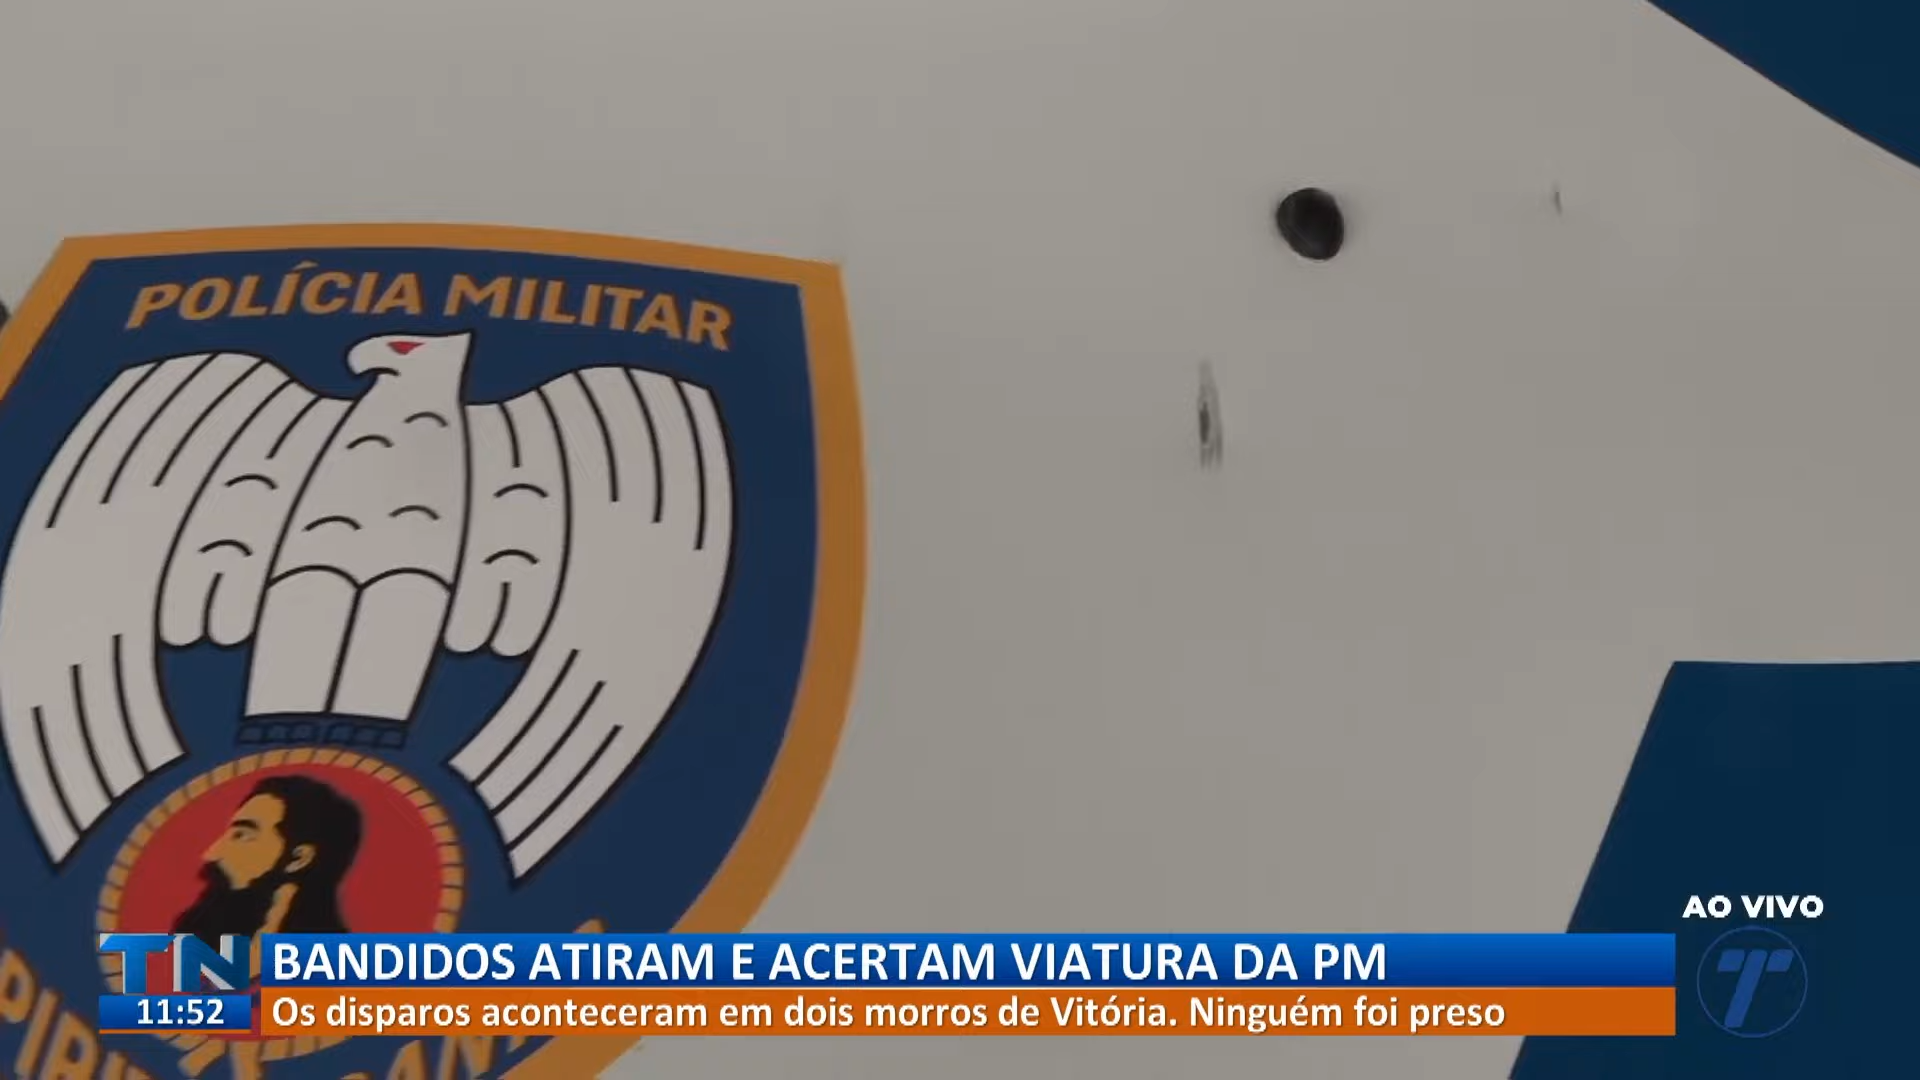 POLÍCIA MILITAR
AO VIVO
TN
BANDIDOS ATIRAM E ACERTAM VIATURA DA PM
11:52
Os disparos aconteceram em dois morros de Vitória. Ninguém foi preso